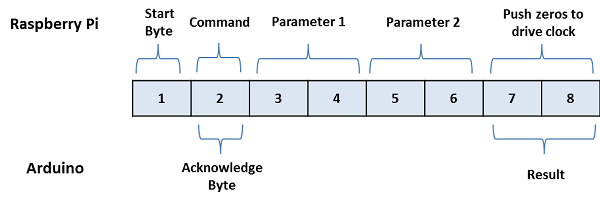 Raspberry Pi
Start
Byte
Command
Parameter 1
Parameter 2
Push zeros to
drive clock
1 2 3 4 5 6 7 8
Arduino
Acknowledge
Byte
Result